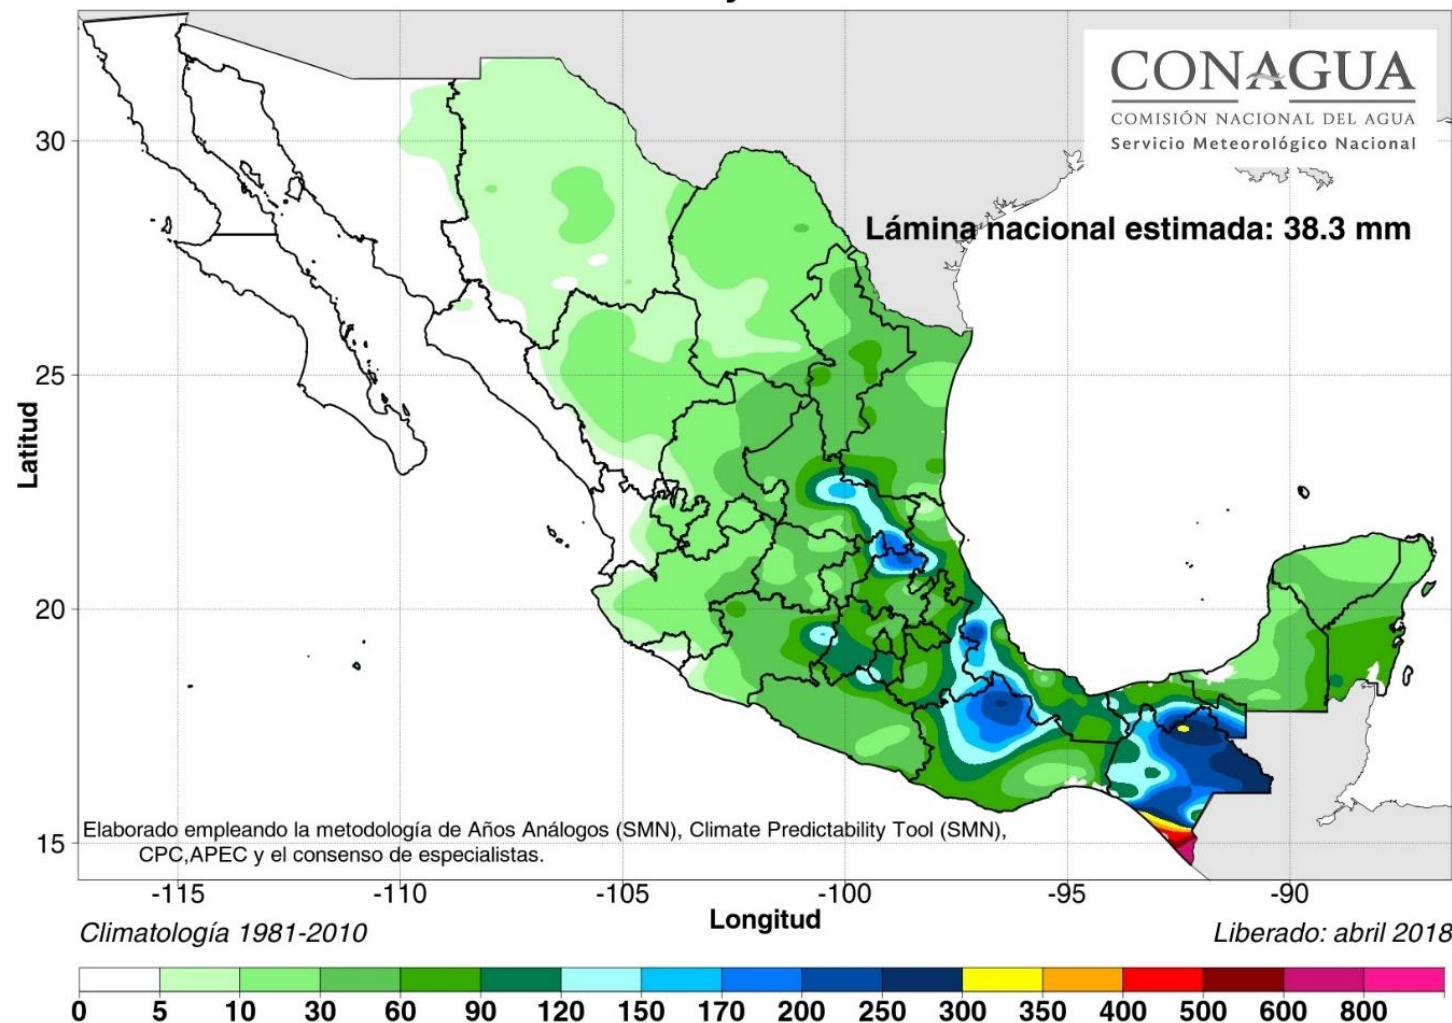 CONAGUA
COMISIÓN NACIONAL DEL AGUA
Servicio Meteorológico Nacional
Lámina nacional estimada: 38.3 mm
30
25
20
15
Latitud
Elaborado empleando la metodología de Años Análogos (SMN), Climate Predictability Tool (SMN),
CPC,APEC y el consenso de especialistas.
-115 -110 -105 -100 -95 -90
Longitud
Climatología 1981-2010
Liberado: abril 2018
0 5 10 30 60 90 120 150 170 200 250 300 350 400 500 600 800